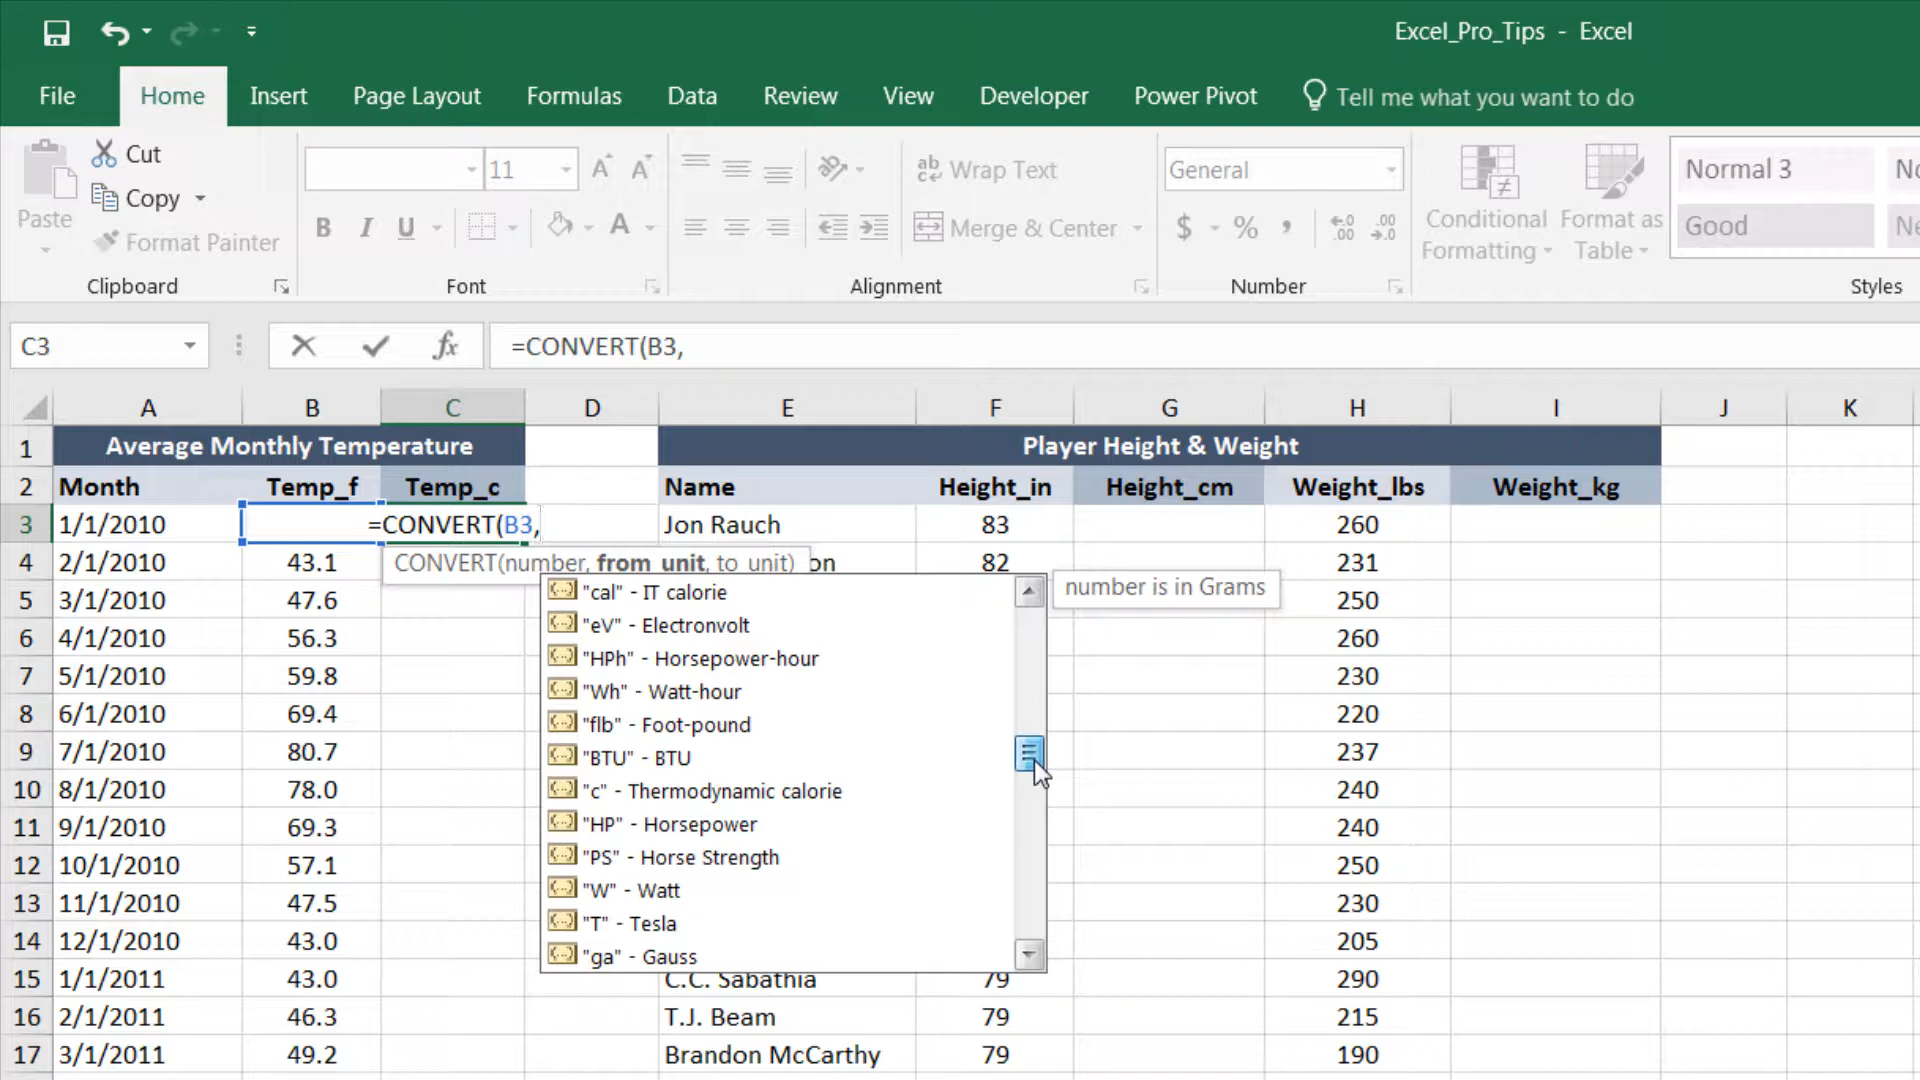 Excel_Pro_Tips - Excel
File Home Insert Page Layout Formulas Data Review View Developer Power Pivot Tell me what you want to do
Paste
Cut
Copy
Format Painter
Clipboard
11
B I U
Font
Wrap Text
Merge & Center
Alignment
General
$ % ,
Number
Conditional Formatting
Format as Table
Normal 3
Good
Styles
C3 fx =CONVERT(B3,
A B C D E F G H I J K
1 Average Monthly Temperature Player Height & Weight
2 Month Temp_f Temp_c Name Height_in Height_cm Weight_lbs Weight_kg
3 1/1/2010 =CONVERT(B3, Jon Rauch 83 260
CONVERT(number, from_unit, to_unit)
4 2/1/2010 43.1 on 82 231
number is in Grams
5 3/1/2010 47.6 "cal" - IT calorie 250
6 4/1/2010 56.3 "eV" - Electronvolt 260
"HPh" - Horsepower-hour
7 5/1/2010 59.8 "Wh" - Watt-hour 230
8 6/1/2010 69.4 "flb" - Foot-pound 220
9 7/1/2010 80.7 "BTU" - BTU 237
10 8/1/2010 78.0 "c" - Thermodynamic calorie 240
11 9/1/2010 69.3 "HP" - Horsepower 240
12 10/1/2010 57.1 "PS" - Horse Strength 250
13 11/1/2010 47.5 "W" - Watt 230
"T" - Tesla
14 12/1/2010 43.0 "ga" - Gauss 205
15 1/1/2011 43.0 C.C. Sabathia 79 290
16 2/1/2011 46.3 T.J. Beam 79 215
17 3/1/2011 49.2 Brandon McCarthy 79 190